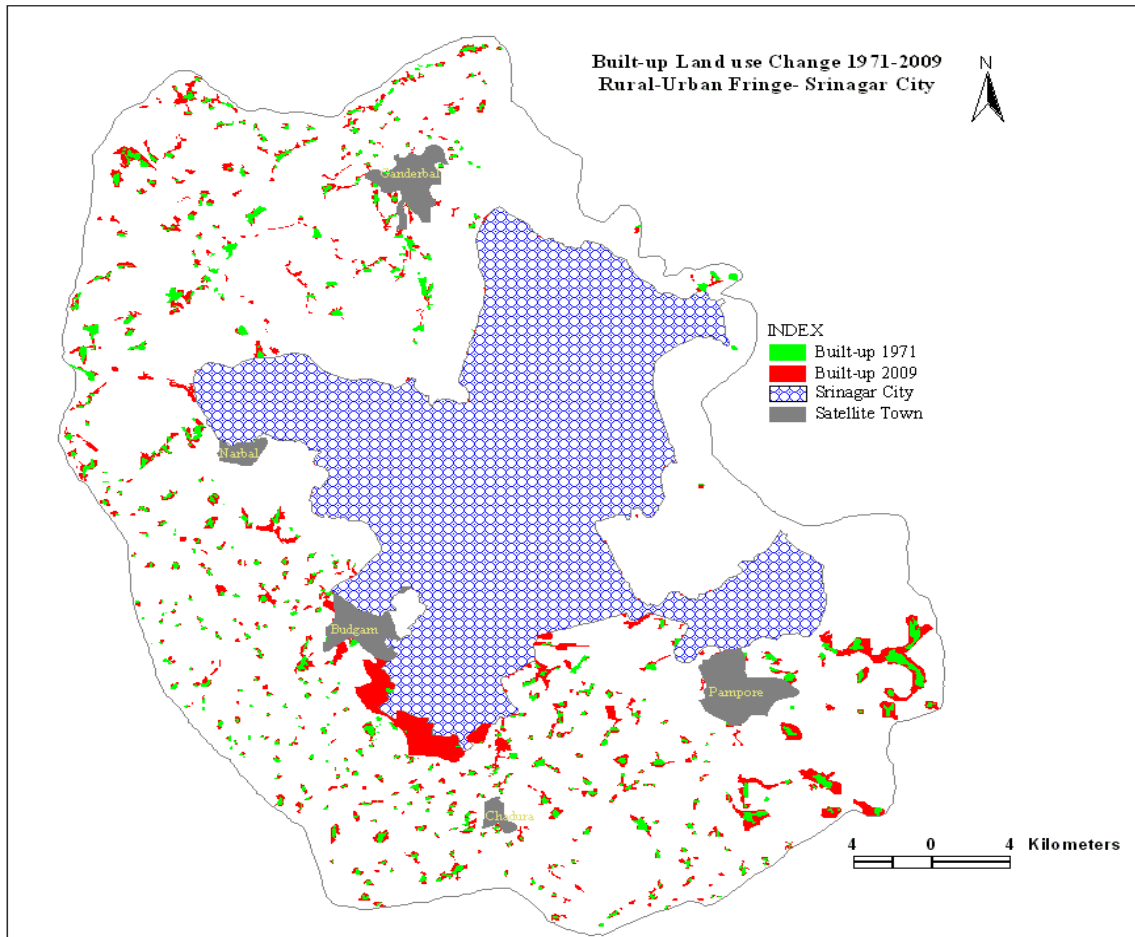 Built-up Land use Change 1971-2009
Rural-Urban Fringe- Srinagar City
N
Ganderbal
INDEX
Built-up 1971
Built-up 2009
Srinagar City
Satellite Town
Narbal
Budgam
Pampore
Chadura
4 0 4 Kilometers